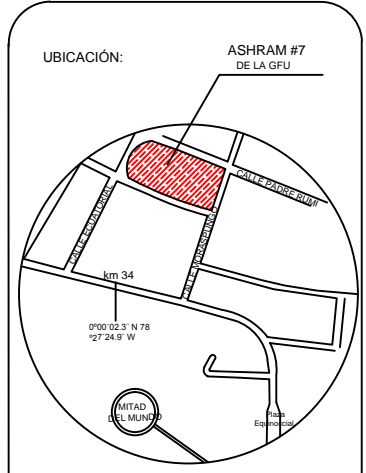 UBICACIÓN:
ASHRAM #7
DE LA GFU
CALLE PADRE RUMI
CALLE ECUATORIAL
CALLE MORASPUNGO
km 34
0°00¨02.3¨ N 78
°27¨24.9¨ W
MITAD
DEL MUNDO
Plaza
Equinoccial